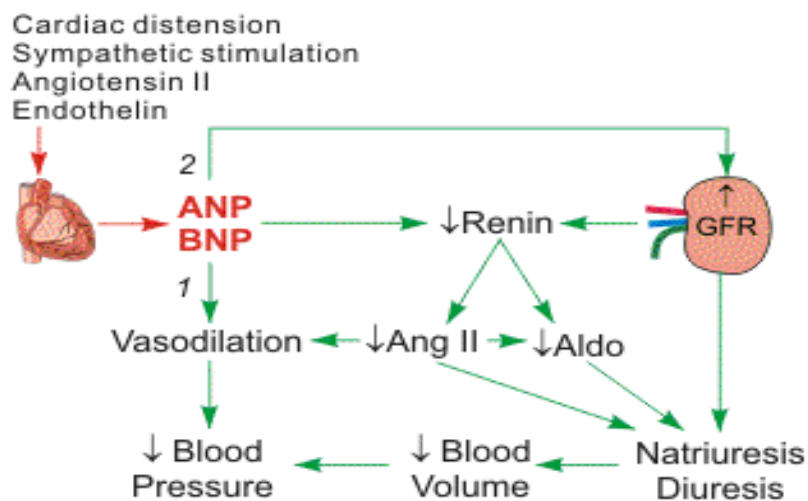 Cardiac distension
Sympathetic stimulation
Angiotensin II
Endothelin
2
ANP
BNP
↓Renin
↑
GFR
1
Vasodilation
↓Ang II
↓Aldo
↓ Blood
Pressure
↓ Blood
Volume
Natriuresis
Diuresis